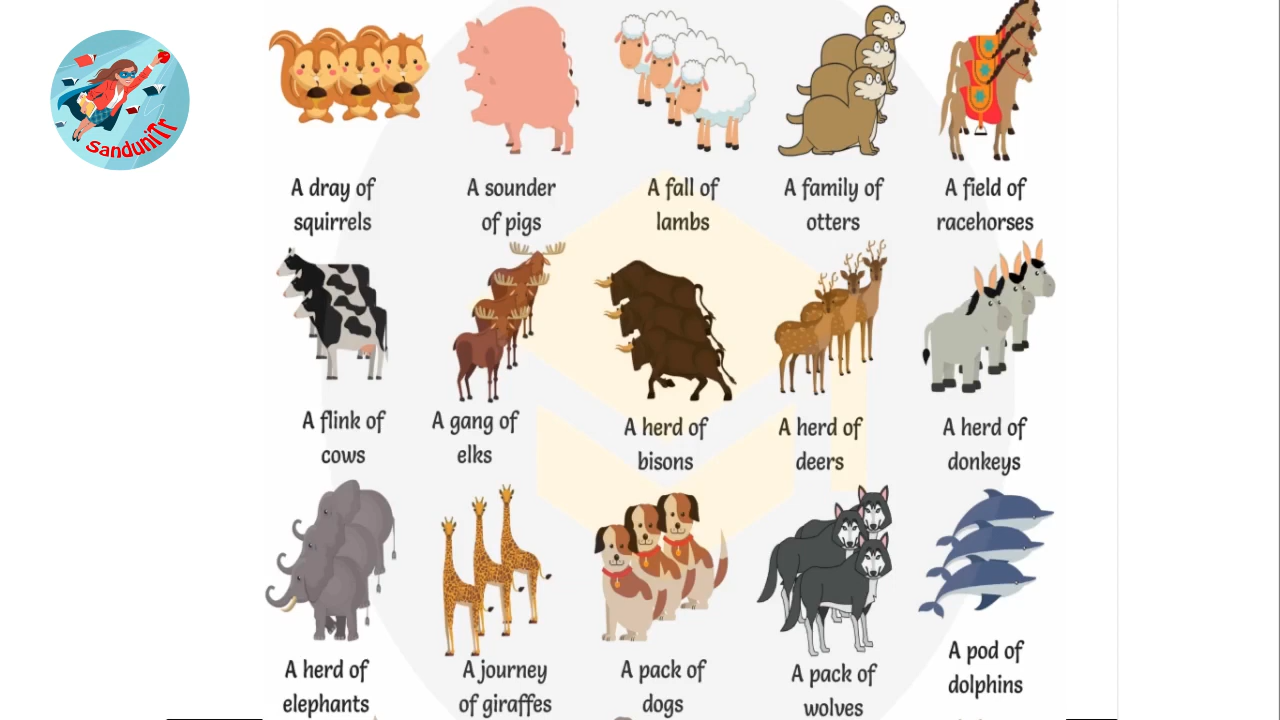 sanduniTr
A dray of
squirrels
A sounder
of pigs
A fall of
lambs
A family of
otters
A field of
racehorses
A flink of
cows
A gang of
elks
A herd of
bisons
A herd of
deers
A herd of
donkeys
A herd of
elephants
A journey
of giraffes
A pack of
dogs
A pack of
wolves
A pod of
dolphins